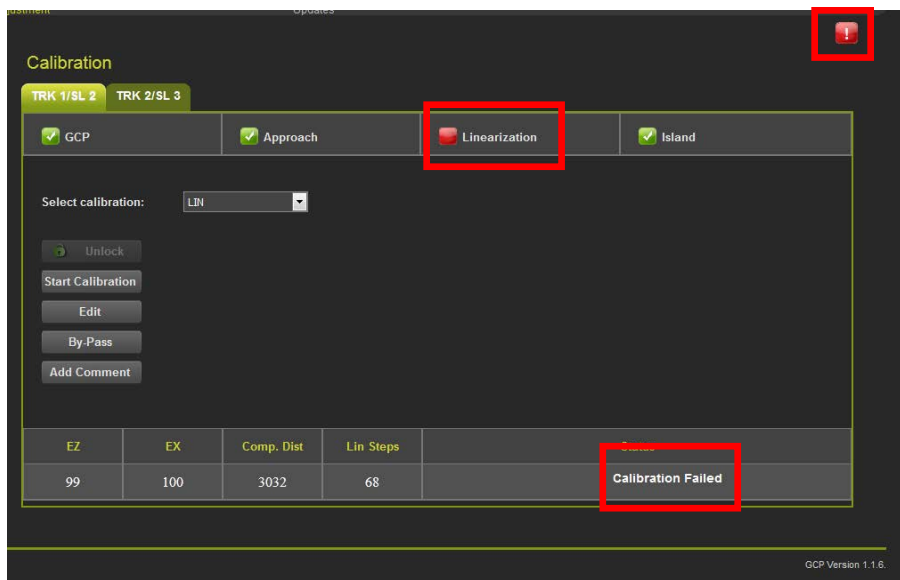 Updates
!
Calibration
TRK 1/SL 2 TRK 2/SL 3
GCP Approach Linearization Island
Select calibration: LIN
Unlock
Start Calibration
Edit
By-Pass
Add Comment
EZ EX Comp. Dist Lin Steps Status
99 100 3032 68 Calibration Failed
GCP Version 1.1.6.